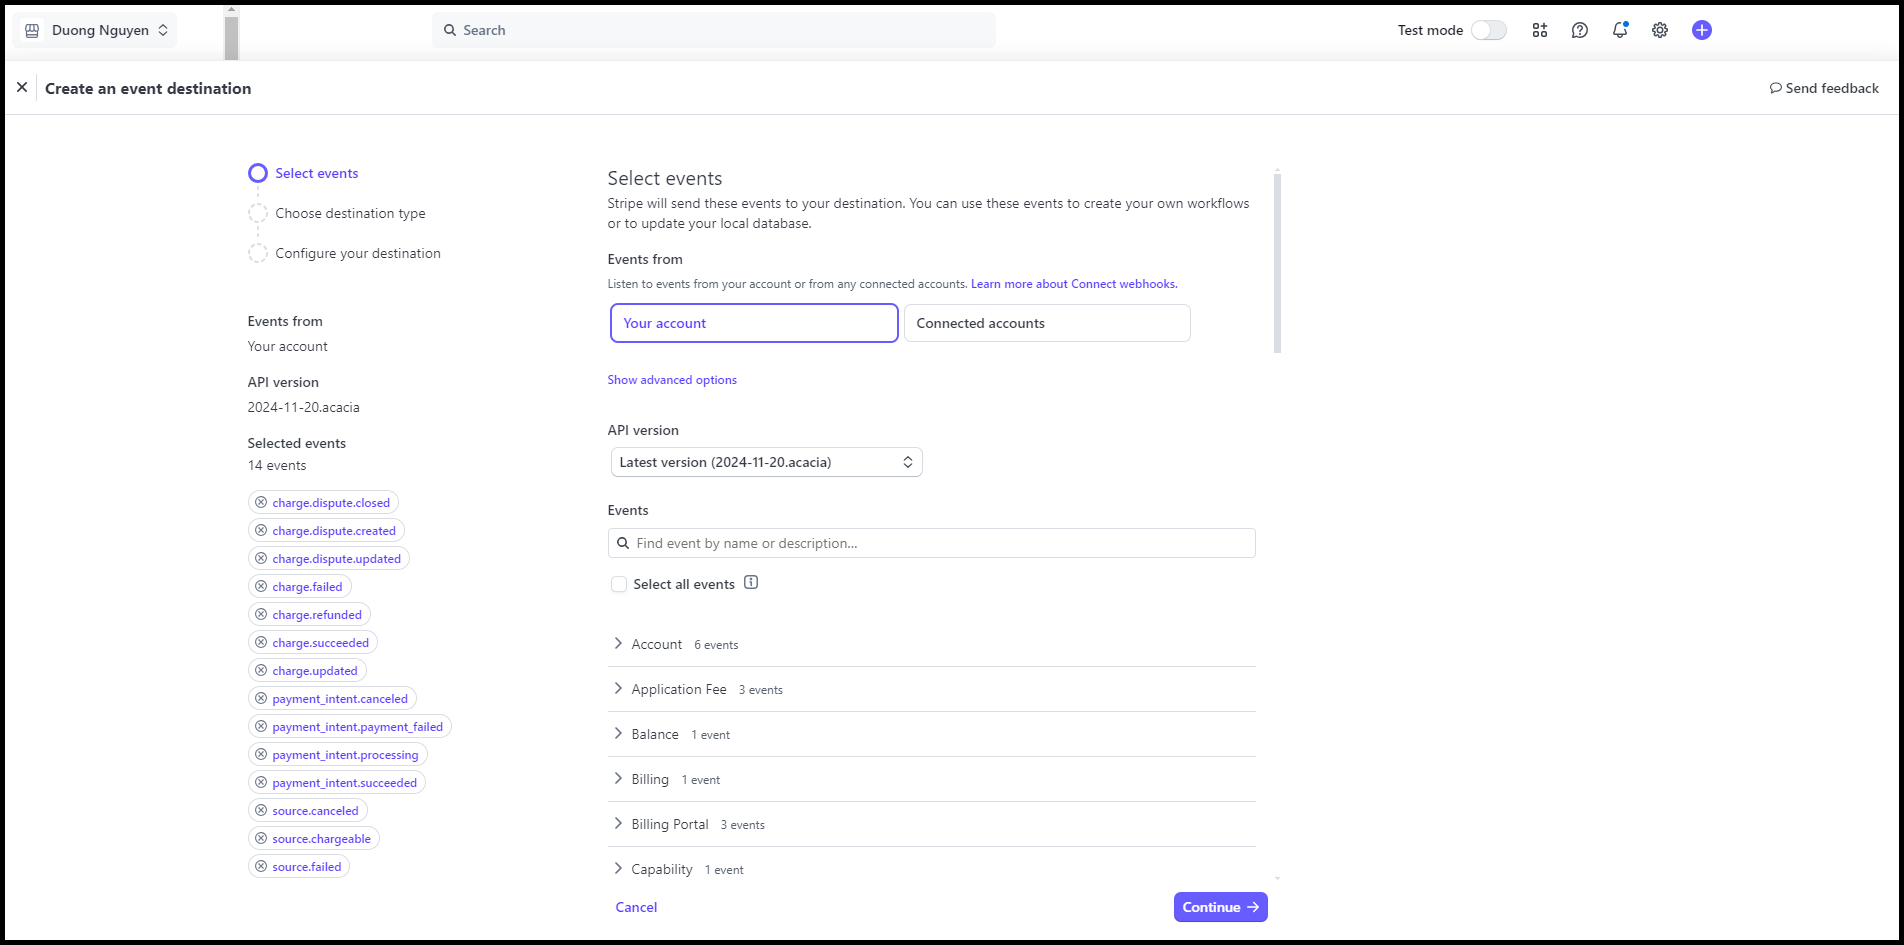 Duong Nguyen
Search
Test mode
Create an event destination
Send feedback
Select events
Choose destination type
Configure your destination
Events from
Your account
API version
2024-11-20.acacia
Selected events
14 events
charge.dispute.closed
charge.dispute.created
charge.dispute.updated
charge.failed
charge.refunded
charge.succeeded
charge.updated
payment_intent.canceled
payment_intent.payment_failed
payment_intent.processing
payment_intent.succeeded
source.canceled
source.chargeable
source.failed
Select events
Stripe will send these events to your destination. You can use these events to create your own workflows
or to update your local database.
Events from
Listen to events from your account or from any connected accounts. Learn more about Connect webhooks.
Your account
Connected accounts
Show advanced options
API version
Latest version (2024-11-20.acacia)
Events
Find event by name or description...
Select all events
Account 6 events
Application Fee 3 events
Balance 1 event
Billing 1 event
Billing Portal 3 events
Capability 1 event
Cancel
Continue